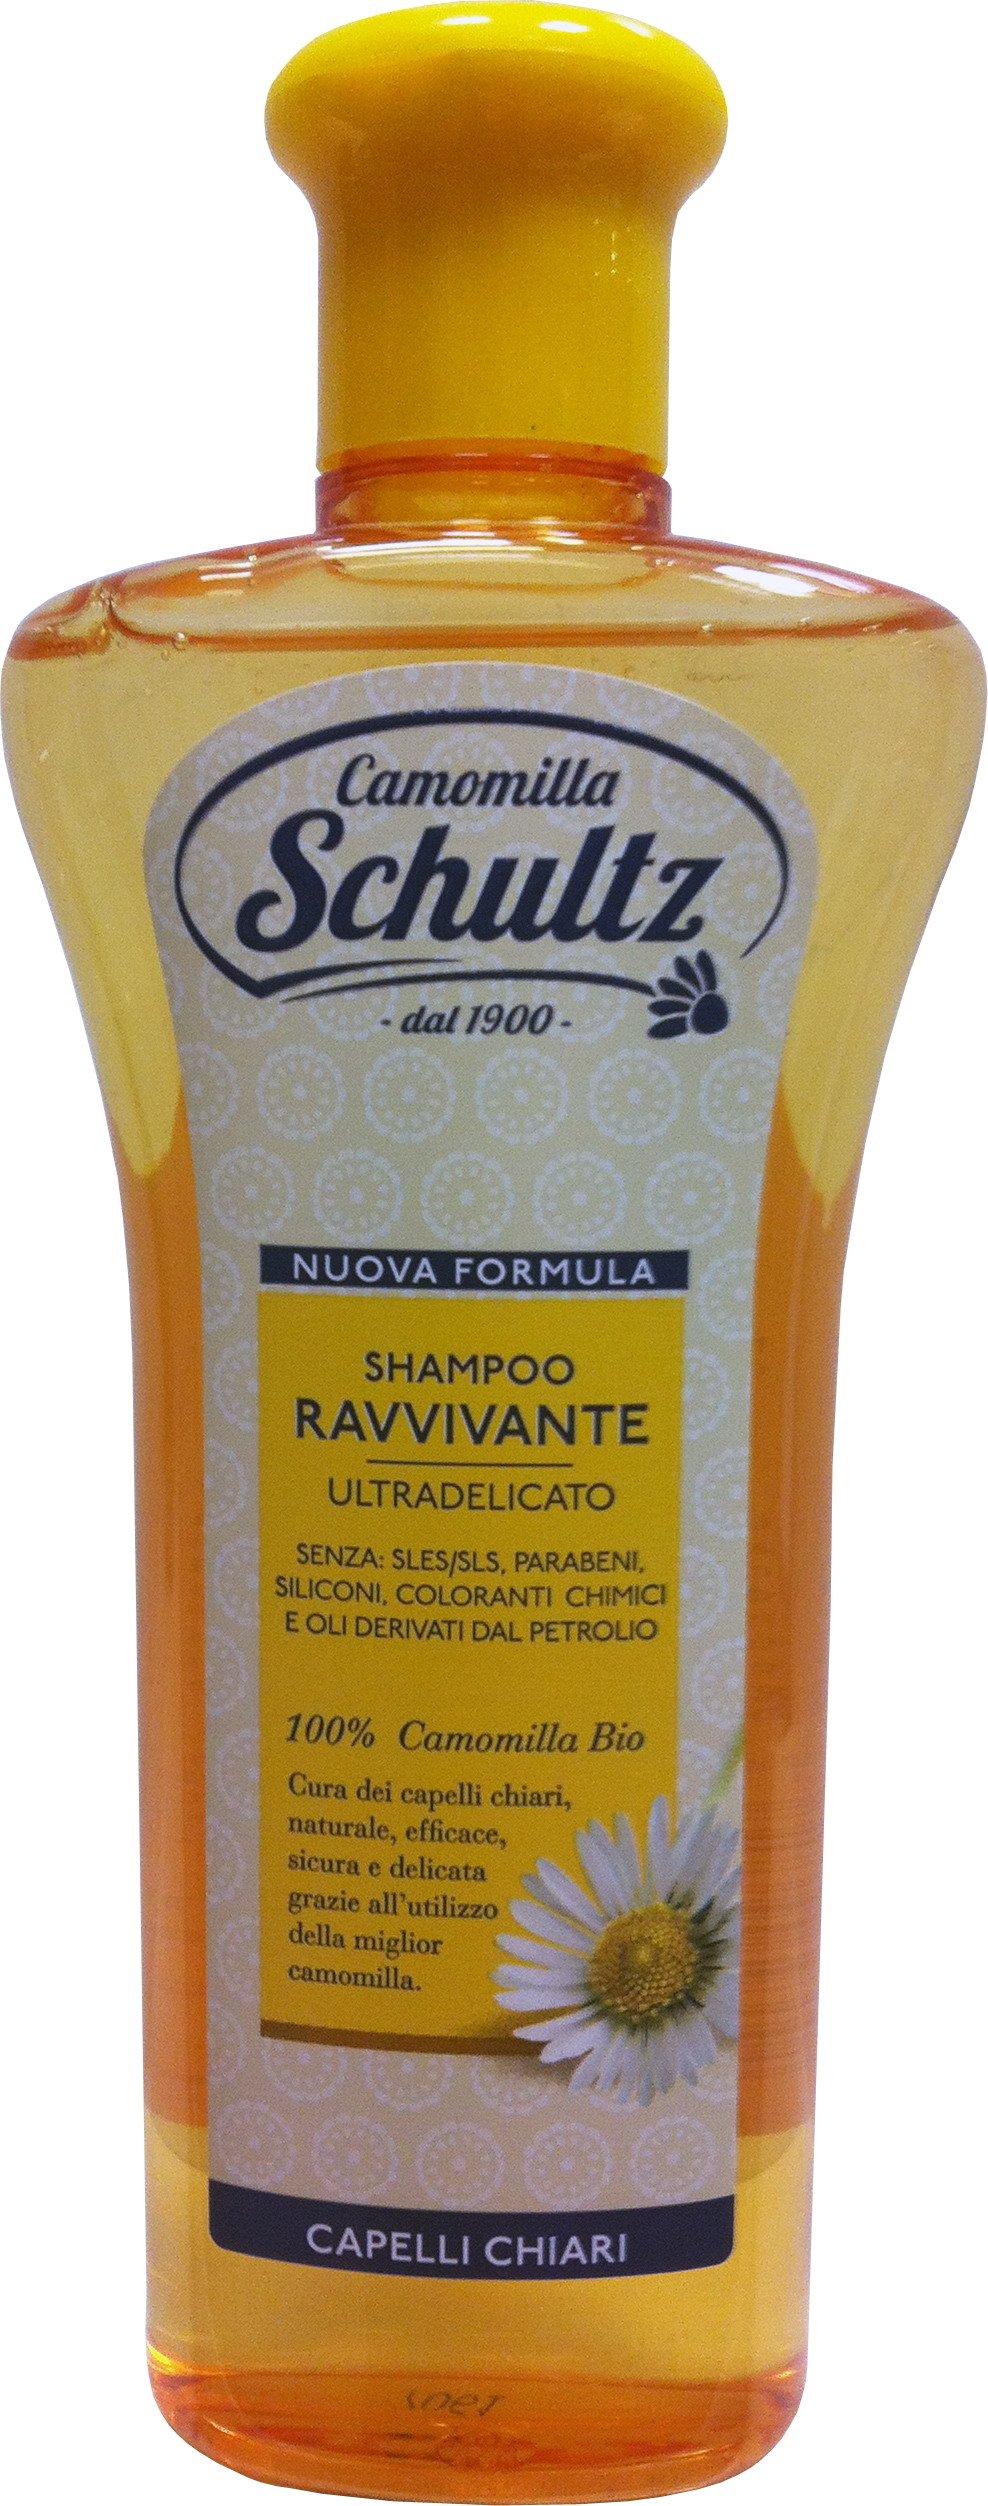 Camomilla
Schultz
- dal 1900 -
NUOVA FORMULA
SHAMPOO
RAVVIVANTE
ULTRADELICATO
SENZA: SLES/SLS, PARABENI,
SILICONI, COLORANTI CHIMICI
E OLI DERIVATI DAL PETROLIO
100% Camomilla Bio
Cura dei capelli chiari,
naturale, efficace,
sicura e delicata
grazie all'utilizzo
della miglior
camomilla.
CAPELLI CHIARI